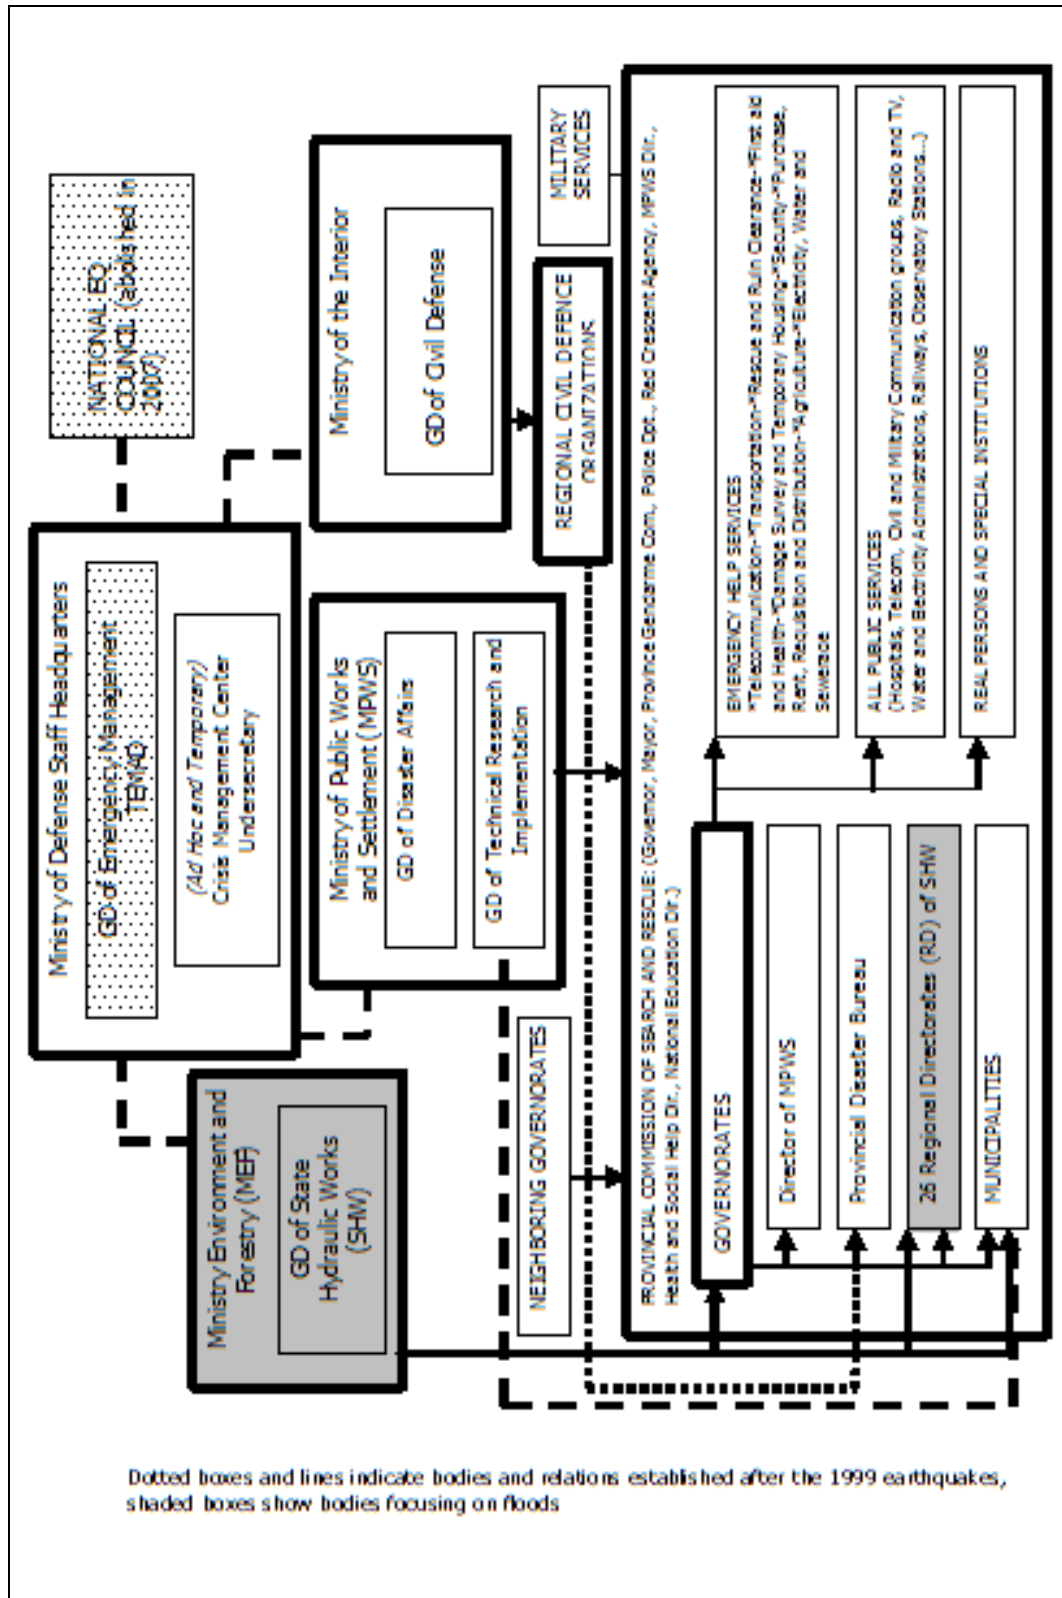 NATIONAL EQ
COUNCIL (abolished in
2007)
Ministry of Defense Staff Headquarters
GD of Emergency Management
TEMAD
(Ad Hoc and Temporary)
Crisis Management Center
Undersecretary
Ministry Environment and
Forestry (MEF)
GD of State
Hydraulic Works
(SHW)
Ministry of Public Works
and Settlement (MPWS)
GD of Disaster Affairs
GD of Technical Research and
Implementation
Ministry of the Interior
GD of Civil Defense
NEIGHBORING GOVERNORATES
REGIONAL CIVIL DEFENCE
ORGANIZATIONS
MILITARY
SERVICES
PROVINCIAL COMMISSION OF SEARCH AND RESCUE: (Governor, Mayor, Province Gendarme Com., Police Dpt., Red Crescent Agency, MPWS Dir.,
Health and Social Help Dir., National Education Dir.)
GOVERNORATES
Director of MPWS
Provincial Disaster Bureau
26 Regional Directorates (RD) of SHW
MUNICIPALITIES
EMERGENCY HELP SERVICES
*Telecommunication-*Transportation-*Rescue and Ruin Clearance-*First aid
and Health-*Damage Survey and Temporary Housing-*Security-*Purchase,
Rent, Requisition and Distribution-*Agriculture-*Electricity, Water and
Sewerage
ALL PUBLIC SERVICES
(Hospitals, Telecom, Civil and Military Communication groups, Radio and TV,
Water and Electricity Administrations, Railways, Observatory Stations...)
REAL PERSONS AND SPECIAL INSTITUTIONS
Dotted boxes and lines indicate bodies and relations established after the 1999 earthquakes,
shaded boxes show bodies focusing on floods